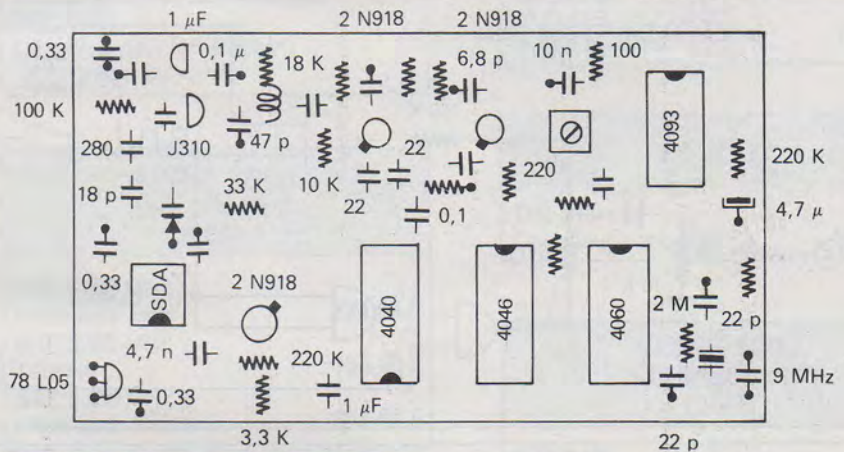 1 µF 2 N918 2 N918
0,33 0,1 µ 18 K 6,8 p 10 n 100
100 K
4093
280 J310 47 p 22 220 K
18 p 33 K 10 K 220
22 0,1 4,7 µ
0,33
SDA 2 N918 4040 4046 4060 2 M 22 p
4,7 n 220 K
78 L05 9 MHz
0,33 1 µF
3,3 K 22 p